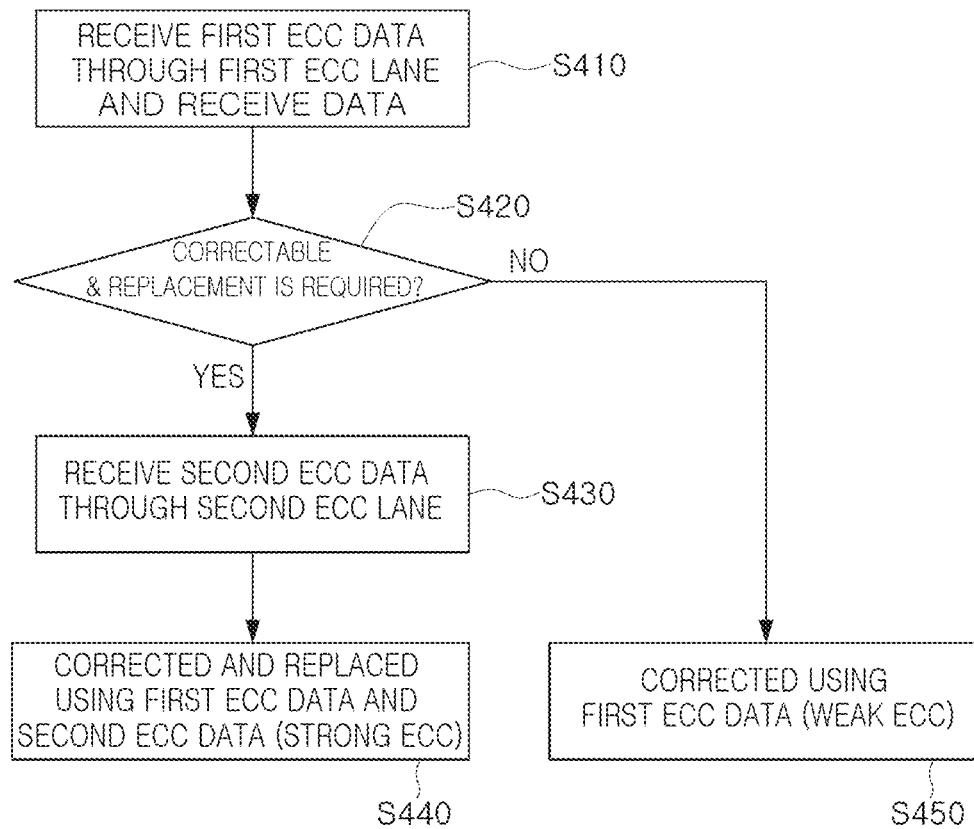 RECEIVE FIRST ECC DATA
THROUGH FIRST ECC LANE
AND RECEIVE DATA
S410
S420
CORRECTABLE
& REPLACEMENT IS REQUIRED?
NO
YES
RECEIVE SECOND ECC DATA
THROUGH SECOND ECC LANE
S430
CORRECTED AND REPLACED
USING FIRST ECC DATA AND
SECOND ECC DATA (STRONG ECC)
S440
CORRECTED USING
FIRST ECC DATA (WEAK ECC)
S450